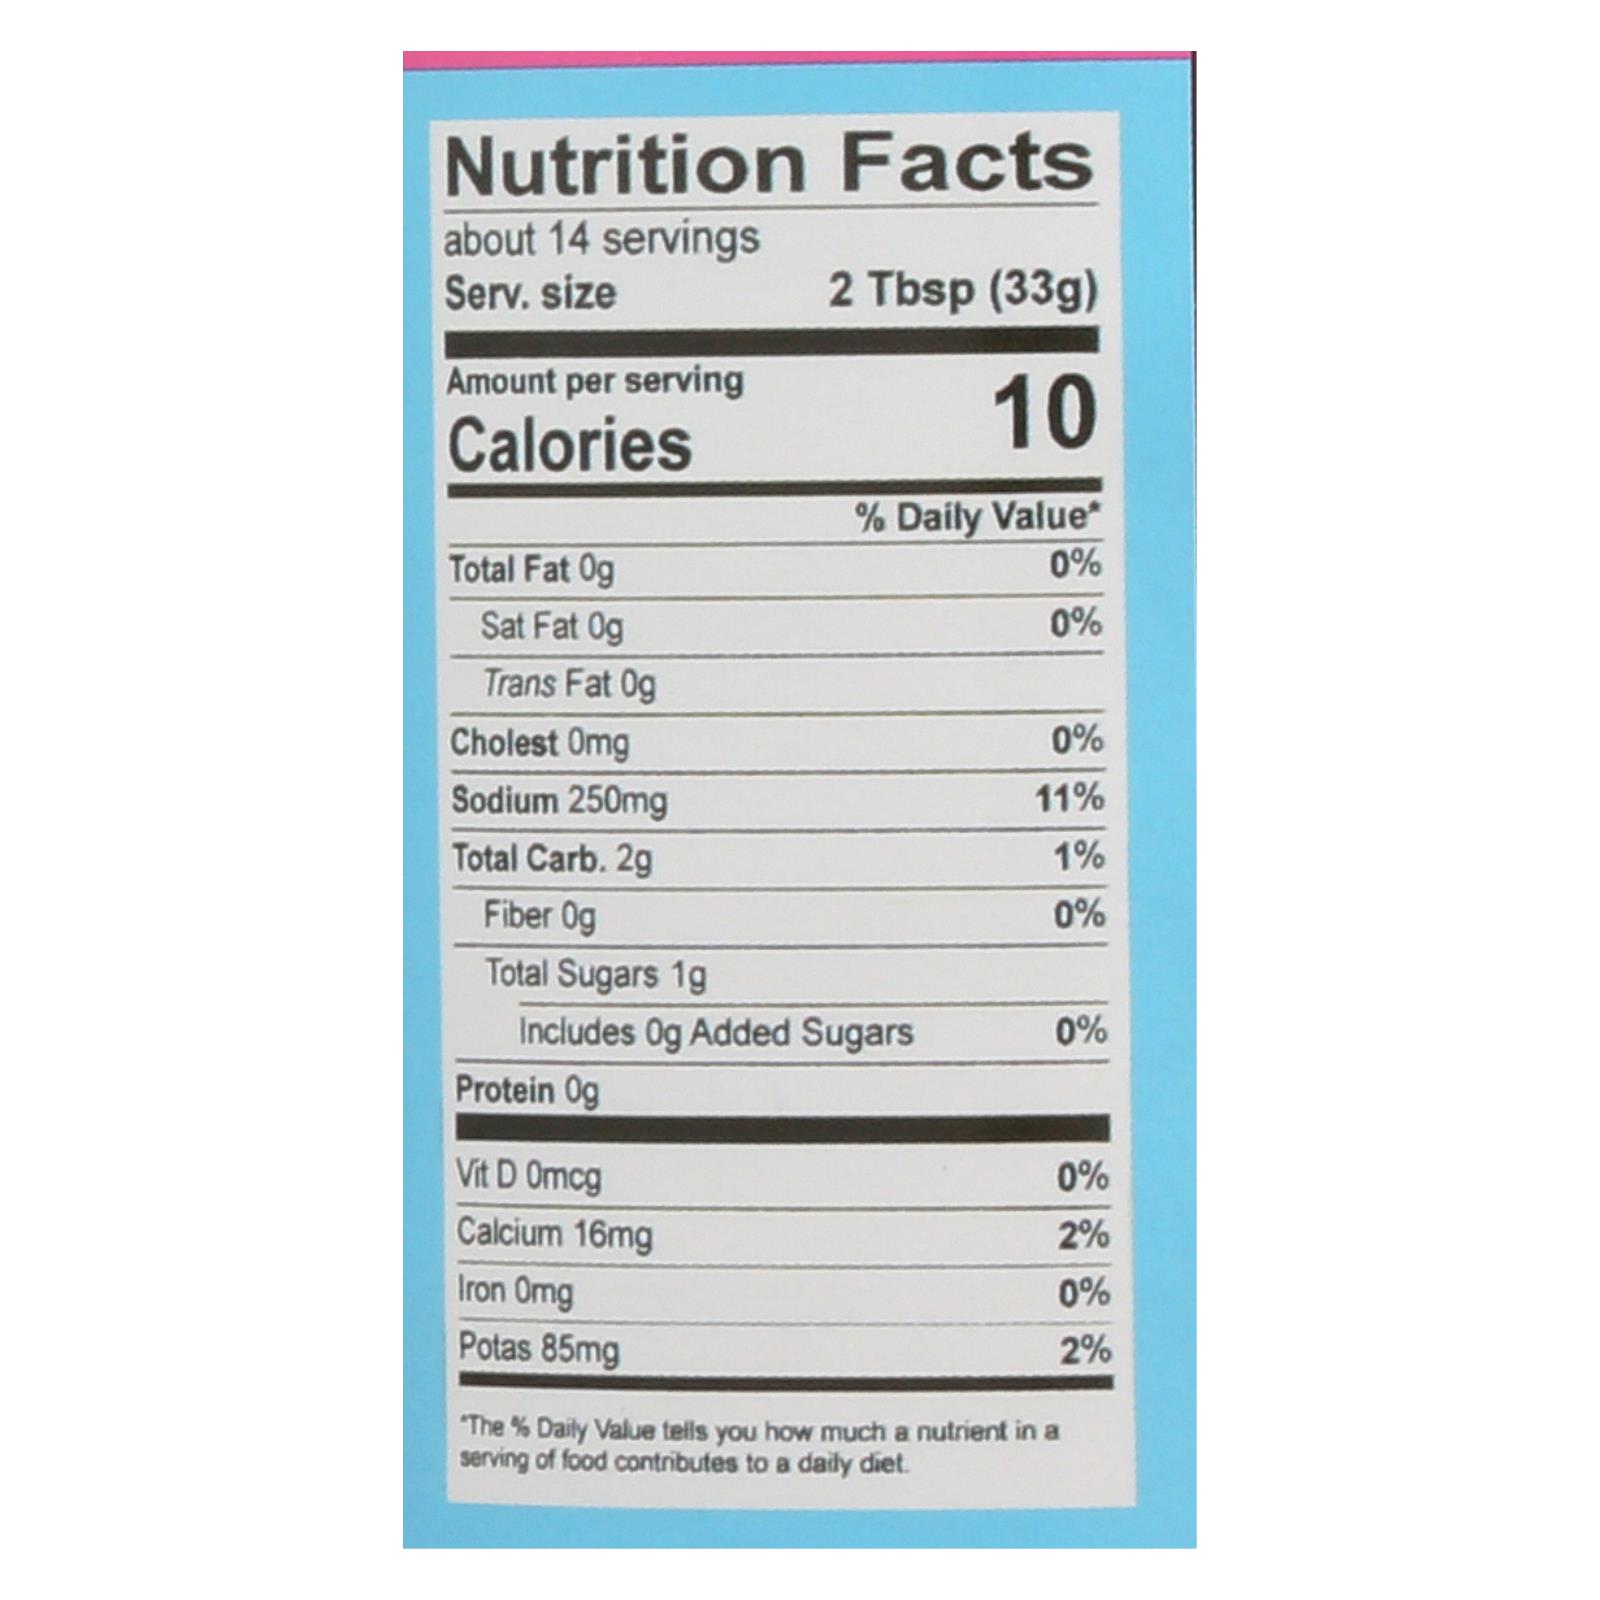 Nutrition Facts
about 14 servings
Serv. size 2 Tbsp (33g)
Amount per serving
Calories 10
% Daily Value*
Total Fat 0g 0%
Sat Fat 0g 0%
Trans Fat 0g
Cholest 0mg 0%
Sodium 250mg 11%
Total Carb. 2g 1%
Fiber 0g 0%
Total Sugars 1g
Includes 0g Added Sugars 0%
Protein 0g
Vit D 0mcg 0%
Calcium 16mg 2%
Iron 0mg 0%
Potas 85mg 2%
*The % Daily Value tells you how much a nutrient in a
serving of food contributes to a daily diet.